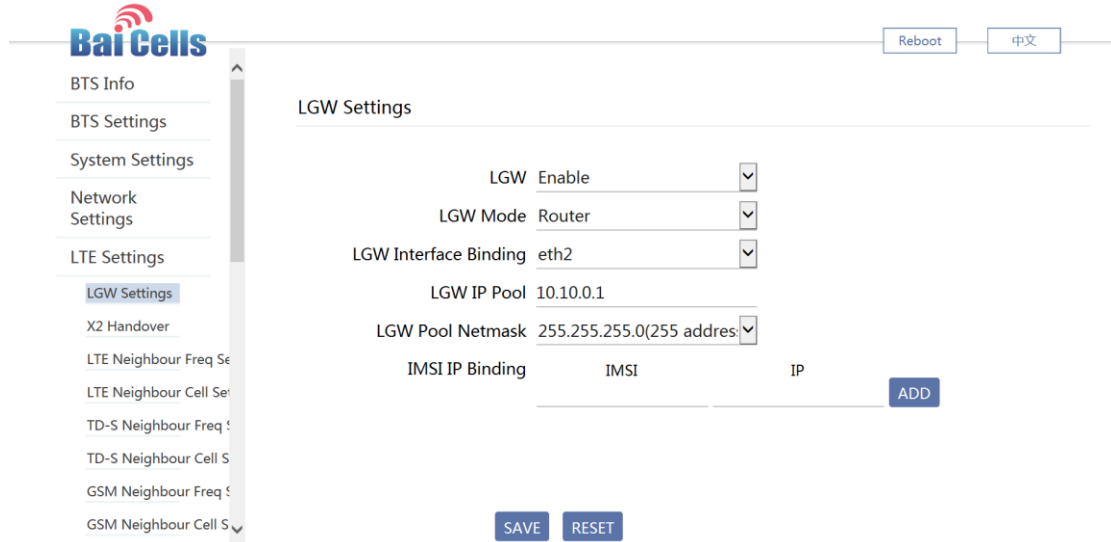 BaiCells
Reboot
中文
BTS Info
BTS Settings
System Settings
Network
Settings
LTE Settings
LGW Settings
X2 Handover
LTE Neighbour Freq Se
LTE Neighbour Cell Set
TD-S Neighbour Freq S
TD-S Neighbour Cell S
GSM Neighbour Freq S
GSM Neighbour Cell S
LGW Settings
LGW Enable
LGW Mode Router
LGW Interface Binding eth2
LGW IP Pool 10.10.0.1
LGW Pool Netmask 255.255.255.0(255 address
IMSI IP Binding IMSI IP
ADD
SAVE RESET